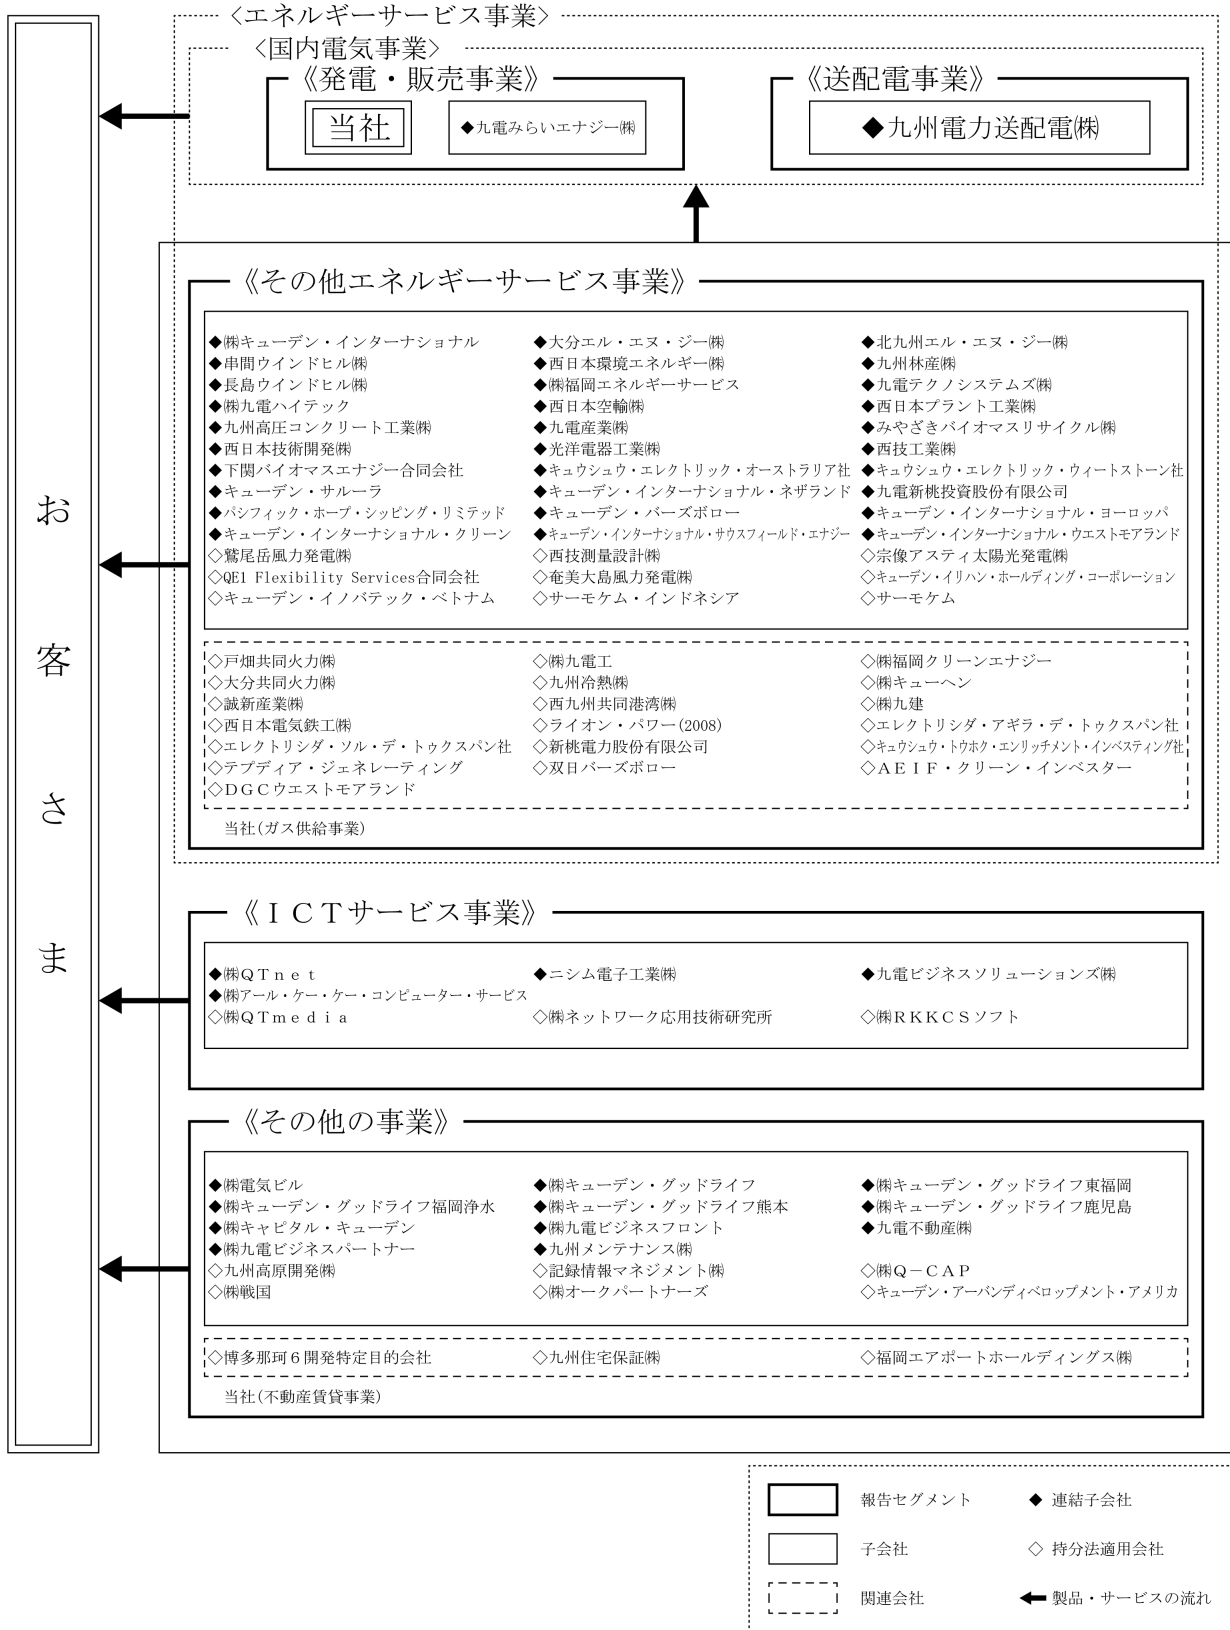 〈エネルギーサービス事業〉
〈国内電気事業〉
《発電・販売事業》
《送配電事業》
当社
◆九電みらいエナジー㈱
◆九州電力送配電㈱
お客さま
《その他エネルギーサービス事業》
◆㈱キューデン・インターナショナル ◆大分エル・エヌ・ジー㈱ ◆北九州エル・エヌ・ジー㈱
◆串間ウインドヒル㈱ ◆西日本環境エネルギー㈱ ◆九州林産㈱
◆長島ウインドヒル㈱ ◆㈱福岡エネルギーサービス ◆九電テクノシステムズ㈱
◆㈱九電ハイテック ◆西日本空輸㈱ ◆西日本プラント工業㈱
◆九州高圧コンクリート工業㈱ ◆九電産業㈱ ◆みやざきバイオマスリサイクル㈱
◆西日本技術開発㈱ ◆光洋電器工業㈱ ◆西技工業㈱
◆下関バイオマスエナジー合同会社 ◆キュウシュウ・エレクトリック・オーストラリア社 ◆キュウシュウ・エレクトリック・ウィートストーン社
◆キューデン・サルーラ ◆キューデン・インターナショナル・ネザランド ◆九電新桃投資股份有限公司
◆パシフィック・ホープ・シッピング・リミテッド ◆キューデン・バーズボロー ◆キューデン・インターナショナル・ヨーロッパ
◆キューデン・インターナショナル・クリーン ◆キューデン・インターナショナル・サウスフィールド・エナジー ◆キューデン・インターナショナル・ウエストモアランド
◇鷲尾岳風力発電㈱ ◇西技測量設計㈱ ◇宗像アスティ太陽光発電㈱
◇QE1 Flexibility Services合同会社 ◇奄美大島風力発電㈱ ◇キューデン・イリハン・ホールディング・コーポレーション
◇キューデン・イノバテック・ベトナム ◇サーモケム・インドネシア ◇サーモケム
◇戸畑共同火力㈱ ◇㈱九電工 ◇㈱福岡クリーンエナジー
◇大分共同火力㈱ ◇九州冷熱㈱ ◇㈱キューヘン
◇誠新産業㈱ ◇西九州共同港湾㈱ ◇㈱九建
◇西日本電気鉄工㈱ ◇ライオン・パワー(2008) ◇エレクトリシダ・アギラ・デ・トゥクスパン社
◇エレクトリシダ・ソル・デ・トゥクスパン社 ◇新桃電力股份有限公司 ◇キュウシュウ・トウホク・エンリッチメント・インベスティング社
◇テプディア・ジェネレーティング ◇双日バーズボロー ◇AEIF・クリーン・インベスター
◇DGCウエストモアランド
当社(ガス供給事業)
《ICTサービス事業》
◆㈱QTnet ◆ニシム電子工業㈱ ◆九電ビジネスソリューションズ㈱
◆㈱アール・ケー・ケー・コンピューター・サービス
◇㈱QTmedia ◇㈱ネットワーク応用技術研究所 ◇㈱RKKCSソフト
《その他の事業》
◆㈱電気ビル ◆㈱キューデン・グッドライフ ◆㈱キューデン・グッドライフ東福岡
◆㈱キューデン・グッドライフ福岡浄水 ◆㈱キューデン・グッドライフ熊本 ◆㈱キューデン・グッドライフ鹿児島
◆㈱キャピタル・キューデン ◆㈱九電ビジネスフロント ◆九電不動産㈱
◆㈱九電ビジネスパートナー ◆九州メンテナンス㈱
◇九州高原開発㈱ ◇記録情報マネジメント㈱ ◇㈱Q－CAP
◇㈱戦国 ◇㈱オークパートナーズ ◇キューデン・アーバンディベロップメント・アメリカ
◇博多那珂6開発特定目的会社 ◇九州住宅保証㈱ ◇福岡エアポートホールディングス㈱
当社(不動産賃貸事業)
報告セグメント ◆ 連結子会社
子会社 ◇ 持分法適用会社
関連会社 製品・サービスの流れ